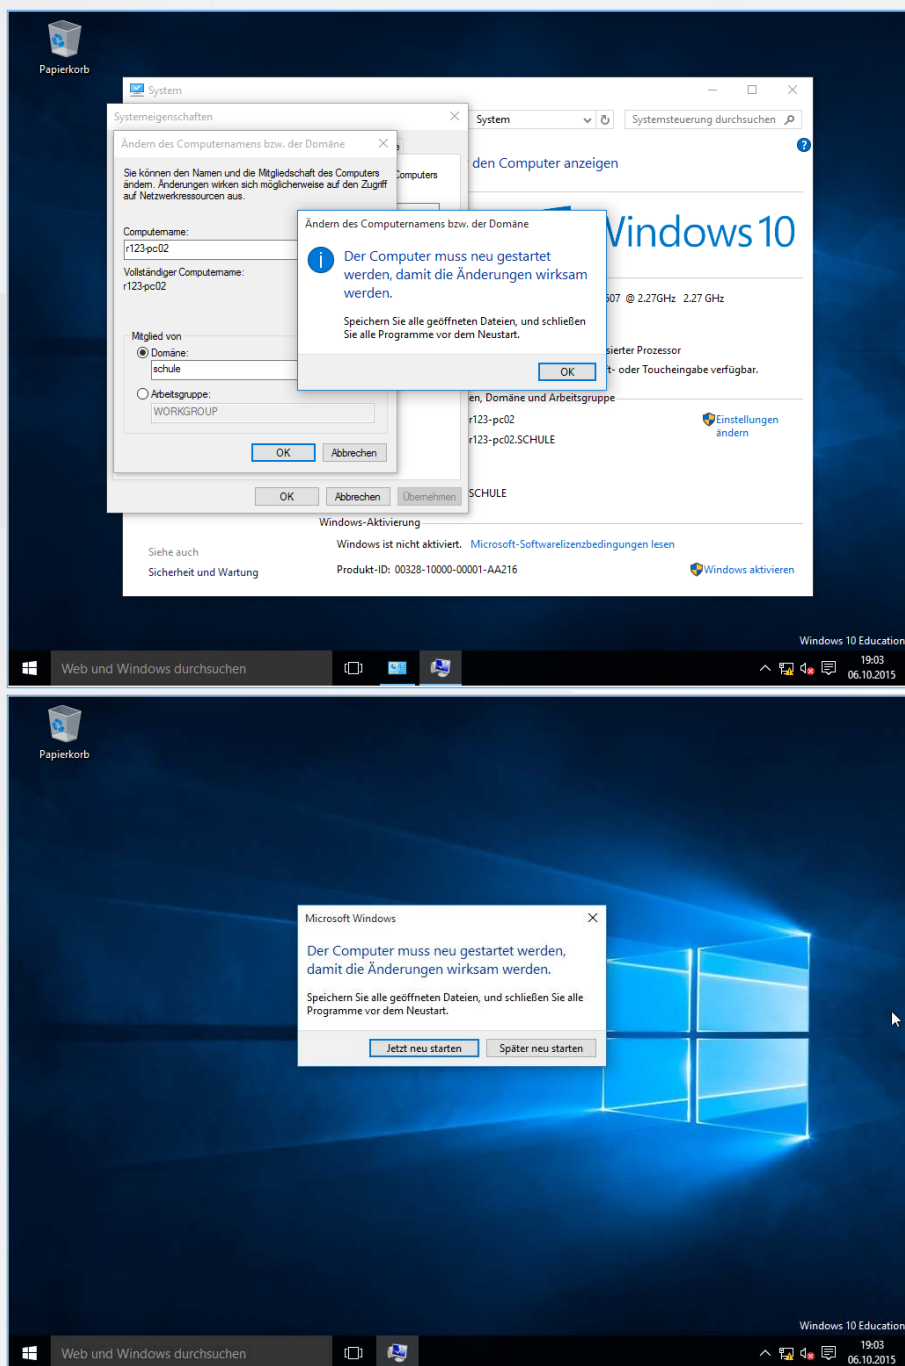 Papierkorb
System
Systemeigenschaften
System
Systemsteuerung durchsuchen
Ändern des Computernamens bzw. der Domäne
den Computer anzeigen
Sie können den Namen und die Mitgliedschaft des Computers
ändern. Änderungen wirken sich möglicherweise auf den Zugriff
auf Netzwerkressourcen aus.
Computers
Computername:
r123-pc02
Vollständiger Computername:
r123-pc02
Mitglied von
Domäne:
schule
Arbeitsgruppe:
WORKGROUP
OK
Abbrechen
OK
Abbrechen
Übernehmen
Ändern des Computernamens bzw. der Domäne
Der Computer muss neu gestartet
werden, damit die Änderungen wirksam
werden.
Speichern Sie alle geöffneten Dateien, und schließen
Sie alle Programme vor dem Neustart.
OK
Windows 10
@ 2.27GHz 2.27 GHz
sierter Prozessor
ft- oder Toucheingabe verfügbar.
en, Domäne und Arbeitsgruppe
r123-pc02
Einstellungen
ändern
r123-pc02.SCHULE
SCHULE
Windows-Aktivierung
Windows ist nicht aktiviert. Microsoft-Softwarelizenzbedingungen lesen
Produkt-ID: 00328-10000-00001-AA216
Windows aktivieren
Siehe auch
Sicherheit und Wartung
Windows 10 Education
Web und Windows durchsuchen
19:03
06.10.2015
Papierkorb
Microsoft Windows
Der Computer muss neu gestartet werden,
damit die Änderungen wirksam werden.
Speichern Sie alle geöffneten Dateien, und schließen Sie alle
Programme vor dem Neustart.
Jetzt neu starten
Später neu starten
Windows 10 Education
Web und Windows durchsuchen
19:03
06.10.2015